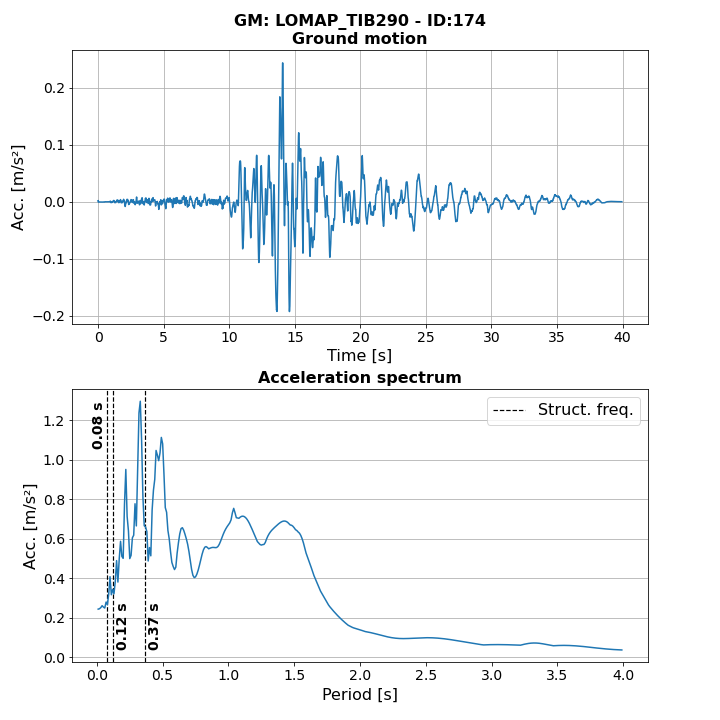 GM: LOMAP_TIB290 - ID:174
Ground motion
Acc. [m/s²]
0.2
0.1
0.0
−0.1
−0.2
0 5 10 15 20 25 30 35 40
Time [s]
Acceleration spectrum
Acc. [m/s²]
1.2
1.0
0.8
0.6
0.4
0.2
0.0
0.08 s
0.12 s
0.37 s
Struct. freq.
0.0 0.5 1.0 1.5 2.0 2.5 3.0 3.5 4.0
Period [s]